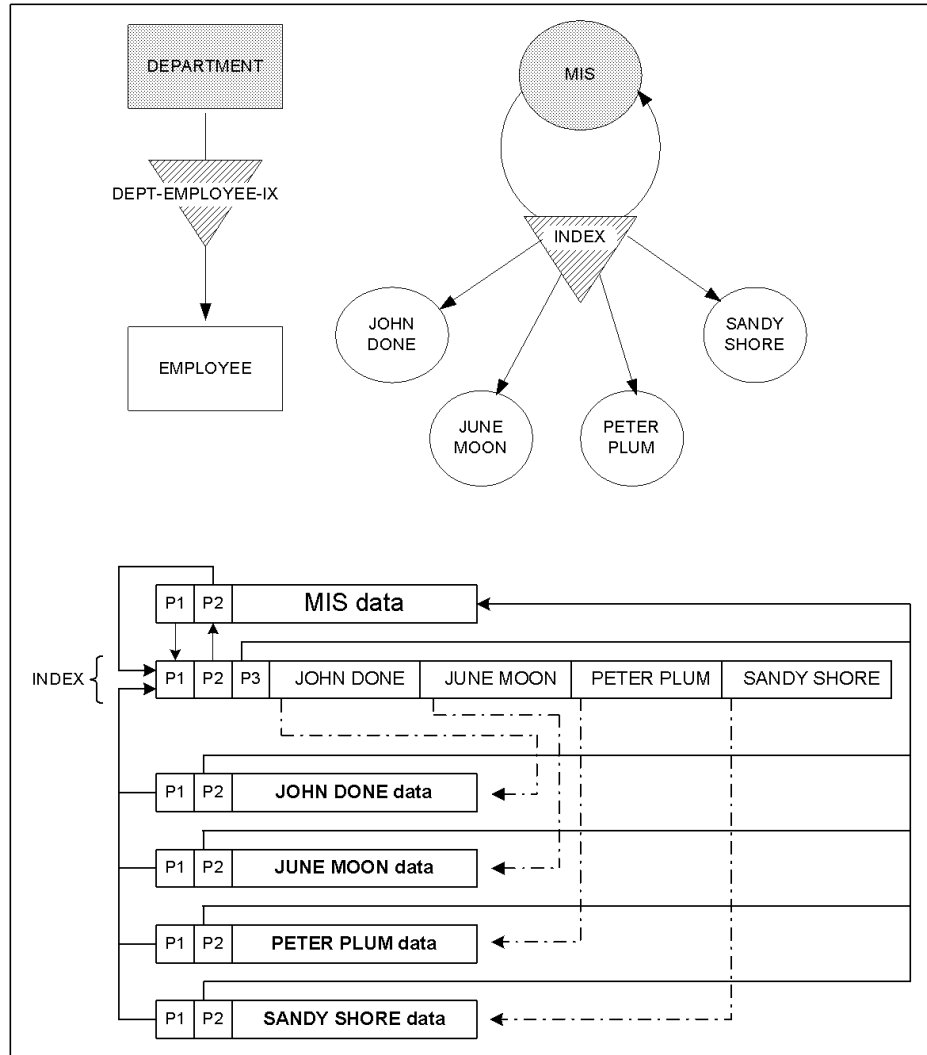 DEPARTMENT
MIS
DEPT-EMPLOYEE-IX
INDEX
JOHN
DONE
SANDY
SHORE
EMPLOYEE
JUNE
MOON
PETER
PLUM
P1 P2 MIS data
INDEX P1 P2 P3 JOHN DONE JUNE MOON PETER PLUM SANDY SHORE
P1 P2 JOHN DONE data
P1 P2 JUNE MOON data
P1 P2 PETER PLUM data
P1 P2 SANDY SHORE data